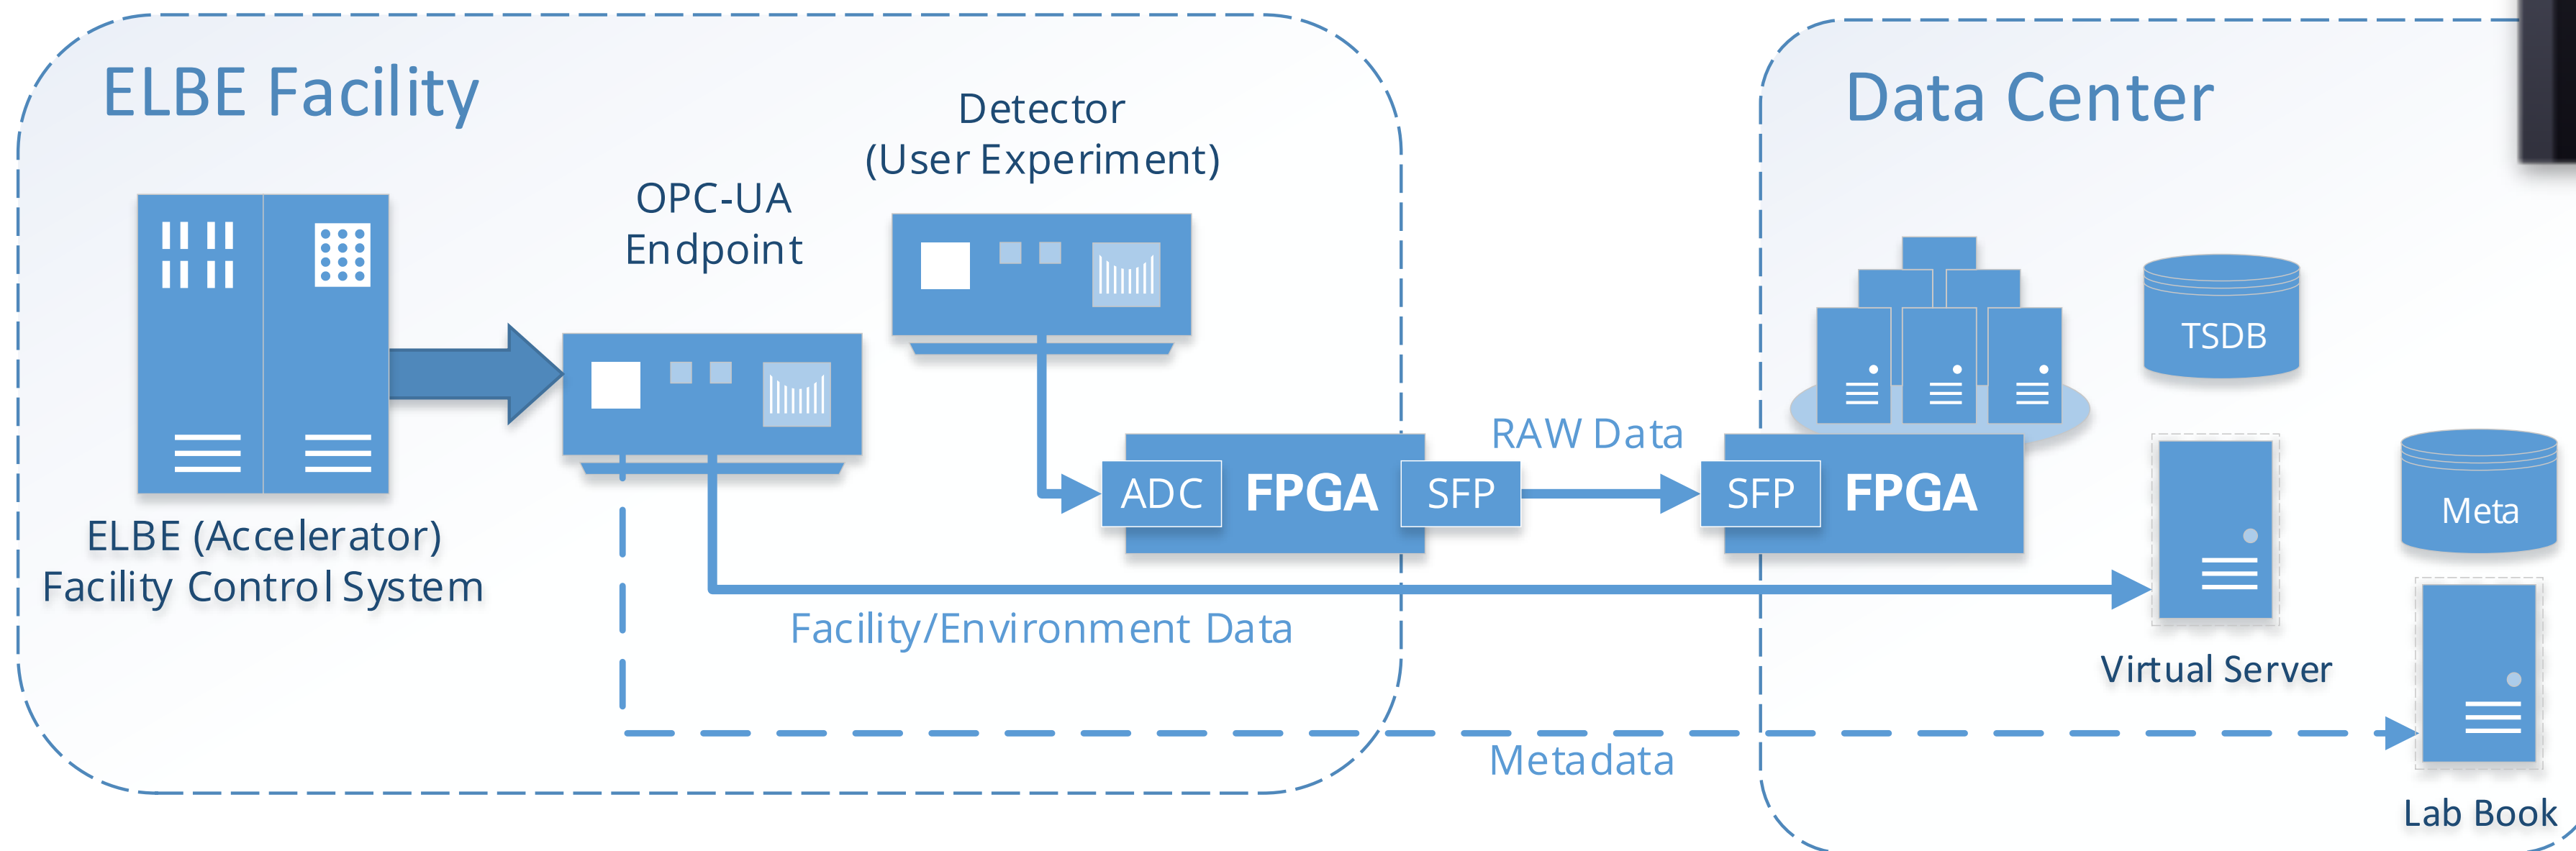 ELBE Facility
Data Center
Detector
(User Experiment)
OPC-UA
Endpoint
TSDB
RAW Data
ADC
FPGA
SFP
SFP
FPGA
Meta
ELBE (Accelerator)
Facility Control System
Facility/Environment Data
Virtual Server
Metadata
Lab Book